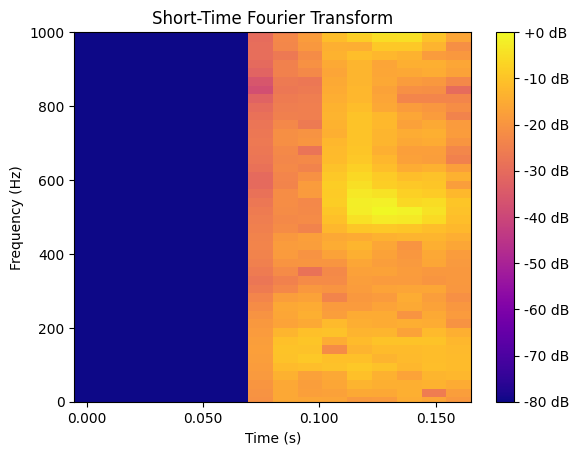 Short-Time Fourier Transform
Frequency (Hz)
1000
800
600
400
200
0
0.000
0.050
0.100
0.150
Time (s)
+0 dB
-10 dB
-20 dB
-30 dB
-40 dB
-50 dB
-60 dB
-70 dB
-80 dB